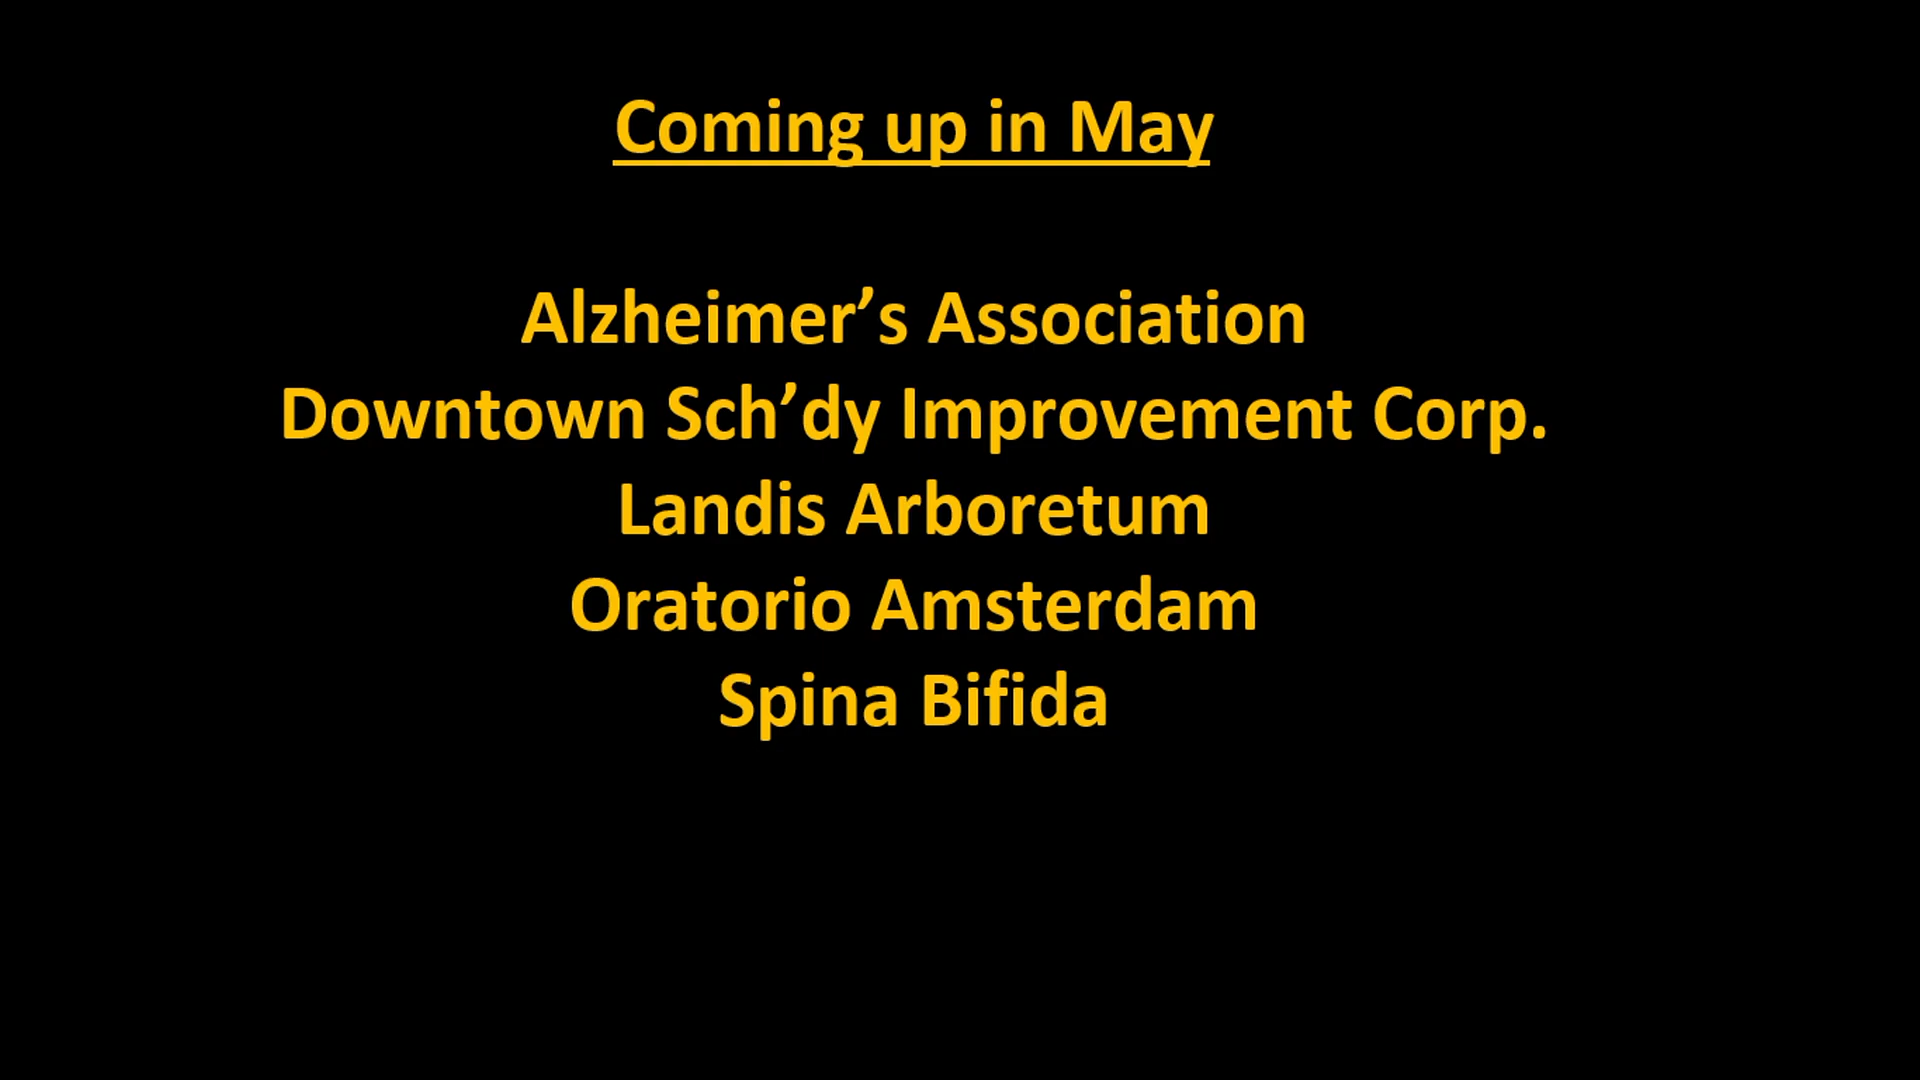 Coming up in May
Alzheimer’s Association
Downtown Sch’dy Improvement Corp.
Landis Arboretum
Oratorio Amsterdam
Spina Bifida